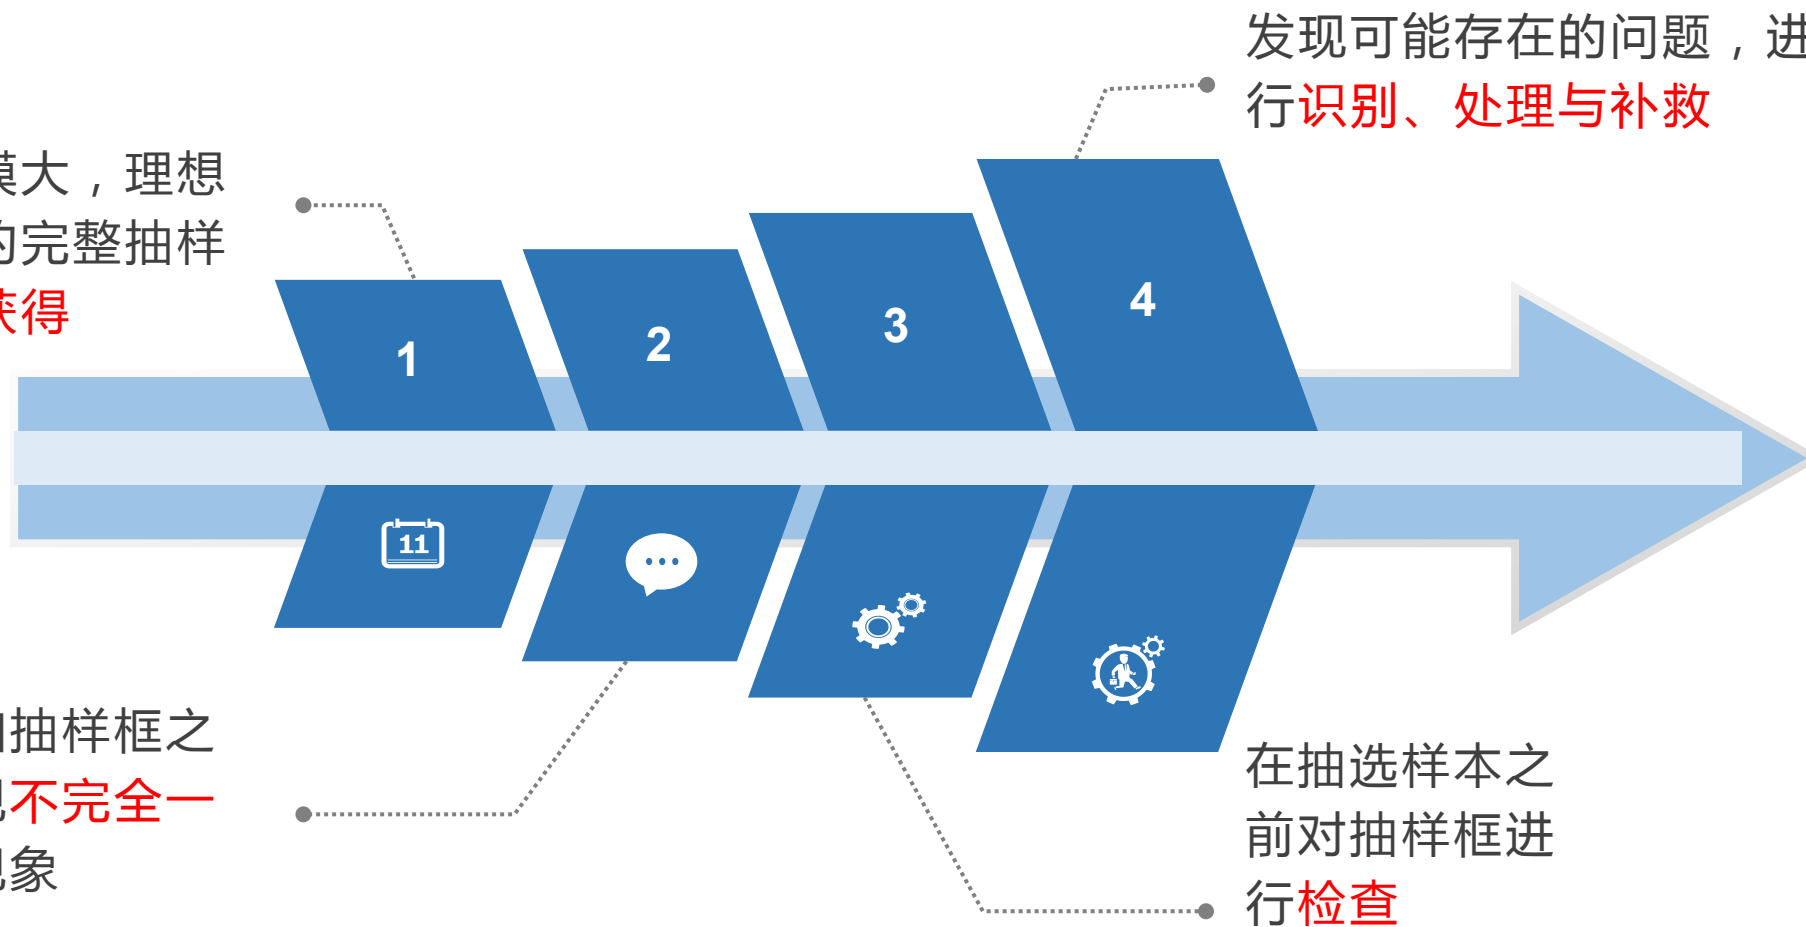 发现可能存在的问题，进
行识别、处理与补救
模大，理想
的完整抽样
获得
1
2
3
4
11
抽样框之
不完全一
象
在抽选样本之
前对抽样框进
行检查